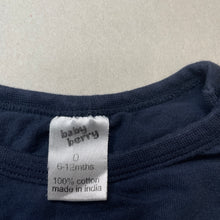 baby
berry
0
6-12mths
100% cotton
made in india